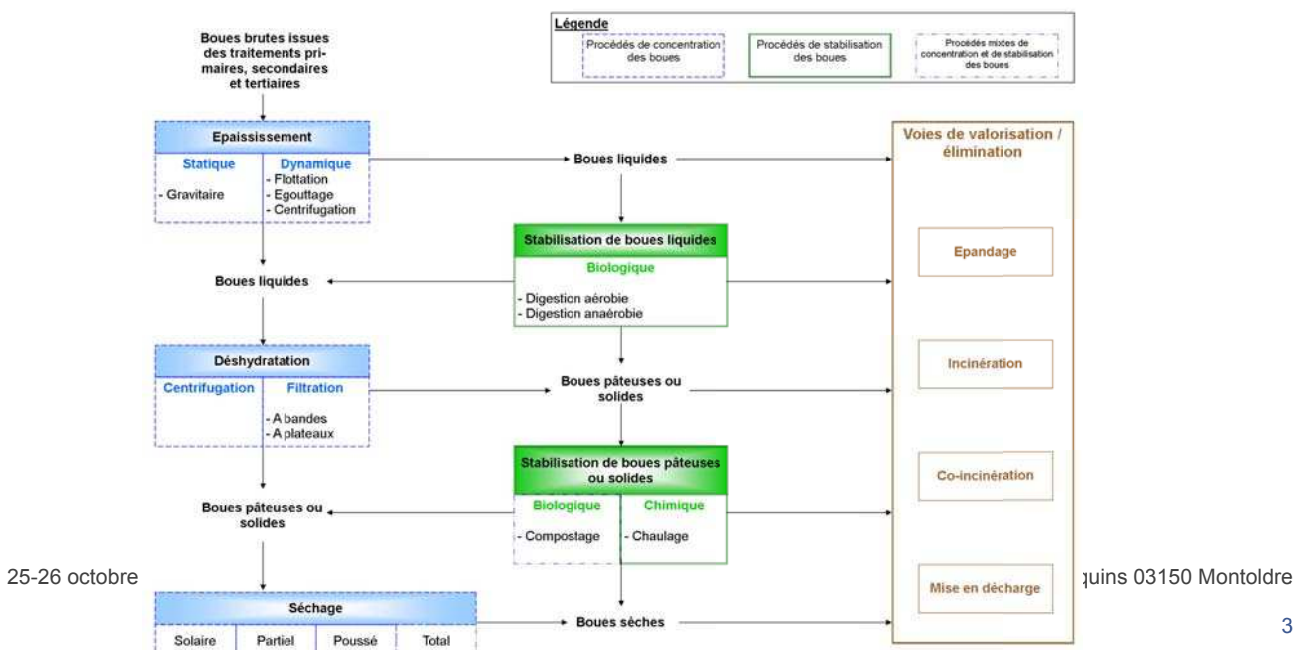 Légende
Procédés de concentration
des boues
Procédés de stabilisation
des boues
Procédés mixtes de
concentration et de stabilisation
des boues
Boues brutes issues
des traitements pri-
maires, secondaires
et tertiaires
Epaississement
Statique
- Gravitaire
Dynamique
- Flottation
- Egouttage
- Centrifugation
Boues liquides
Voies de valorisation /
élimination
Stabilisation de boues liquides
Biologique
- Digestion aérobie
- Digestion anaérobie
Epandage
Boues liquides
Déshydratation
Centrifugation
Filtration
- A bandes
- A plateaux
Boues pâteuses ou
solides
Incinération
Stabilisation de boues pâteuses
ou solides
Biologique
- Compostage
Chimique
- Chaulage
Co-incinération
Boues pâteuses ou
solides
25-26 octobre
Mise en décharge
quins 03150 Montoldre
Séchage
Solaire
Partiel
Poussé
Total
Boues sèches
3